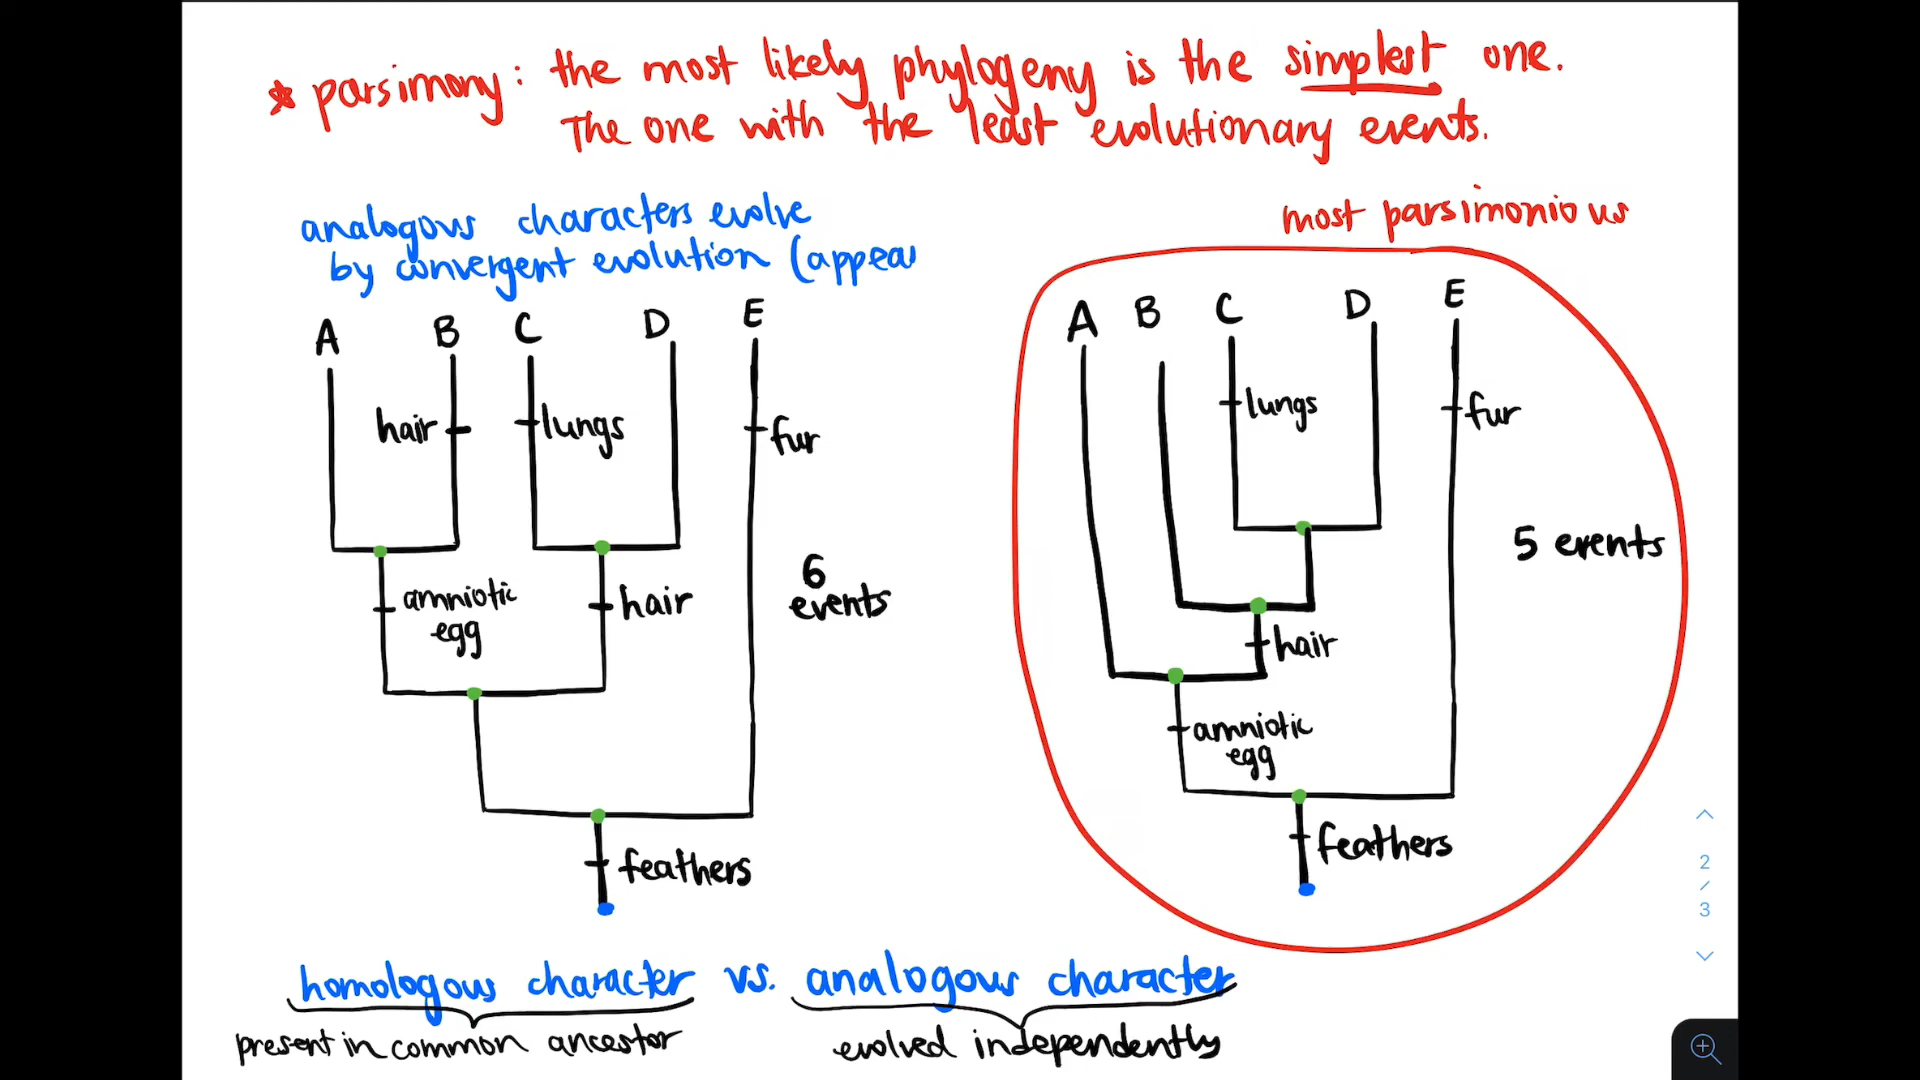 * parsimony: the most likely phylogeny is the simplest one.
The one with the least evolutionary events.
analogous characters evolve
by convergent evolution (appear
most parsimonious
A B C D E
hair
lungs
fur
amniotic
egg
hair
6
events
feathers
A B C D E
lungs
fur
5 events
hair
amniotic
egg
feathers
homologous character vs. analogous character
present in common ancestor
evolved independently
2
/
3